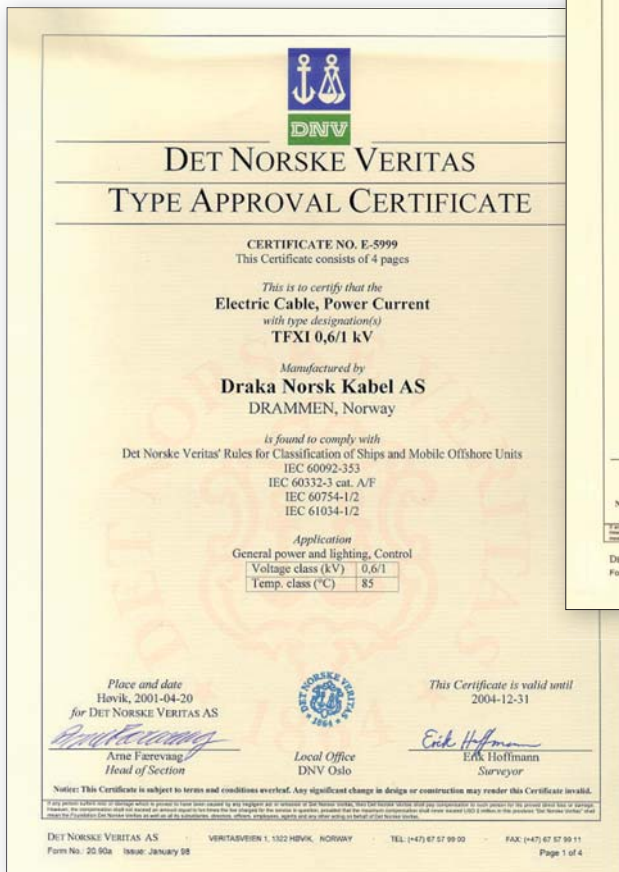 DNV
DET NORSKE VERITAS
TYPE APPROVAL CERTIFICATE
CERTIFICATE NO. E-5999
This Certificate consists of 4 pages
This is to certify that the
Electric Cable, Power Current
with type designation(s)
TFXI 0,6/1 kV
Manufactured by
Draka Norsk Kabel AS
DRAMMEN, Norway
is found to comply with
Det Norske Veritas' Rules for Classification of Ships and Mobile Offshore Units
IEC 60092-353
IEC 60332-3 cat. A/F
IEC 60754-1/2
IEC 61034-1/2
Application
General power and lighting, Control
Voltage class (kV) 0,6/1
Temp. class (°C) 85
Place and date
Høvik, 2001-04-20
for DET NORSKE VERITAS AS
Arne Færevaag
Head of Section
DET NORSKE VERITAS
1864
Local Office
DNV Oslo
This Certificate is valid until
2004-12-31
Erik Hoffmann
Erik Hoffmann
Surveyor
Notice: This Certificate is subject to terms and conditions overleaf. Any significant change in design or construction may render this Certificate invalid.
DET NORSKE VERITAS AS VERITASVEIEN 1, 1322 HØVIK, NORWAY TEL: (+47) 67 57 99 00 FAX: (+47) 67 57 99 11
Form No.: 20.90a Issue: January 98 Page 1 of 4